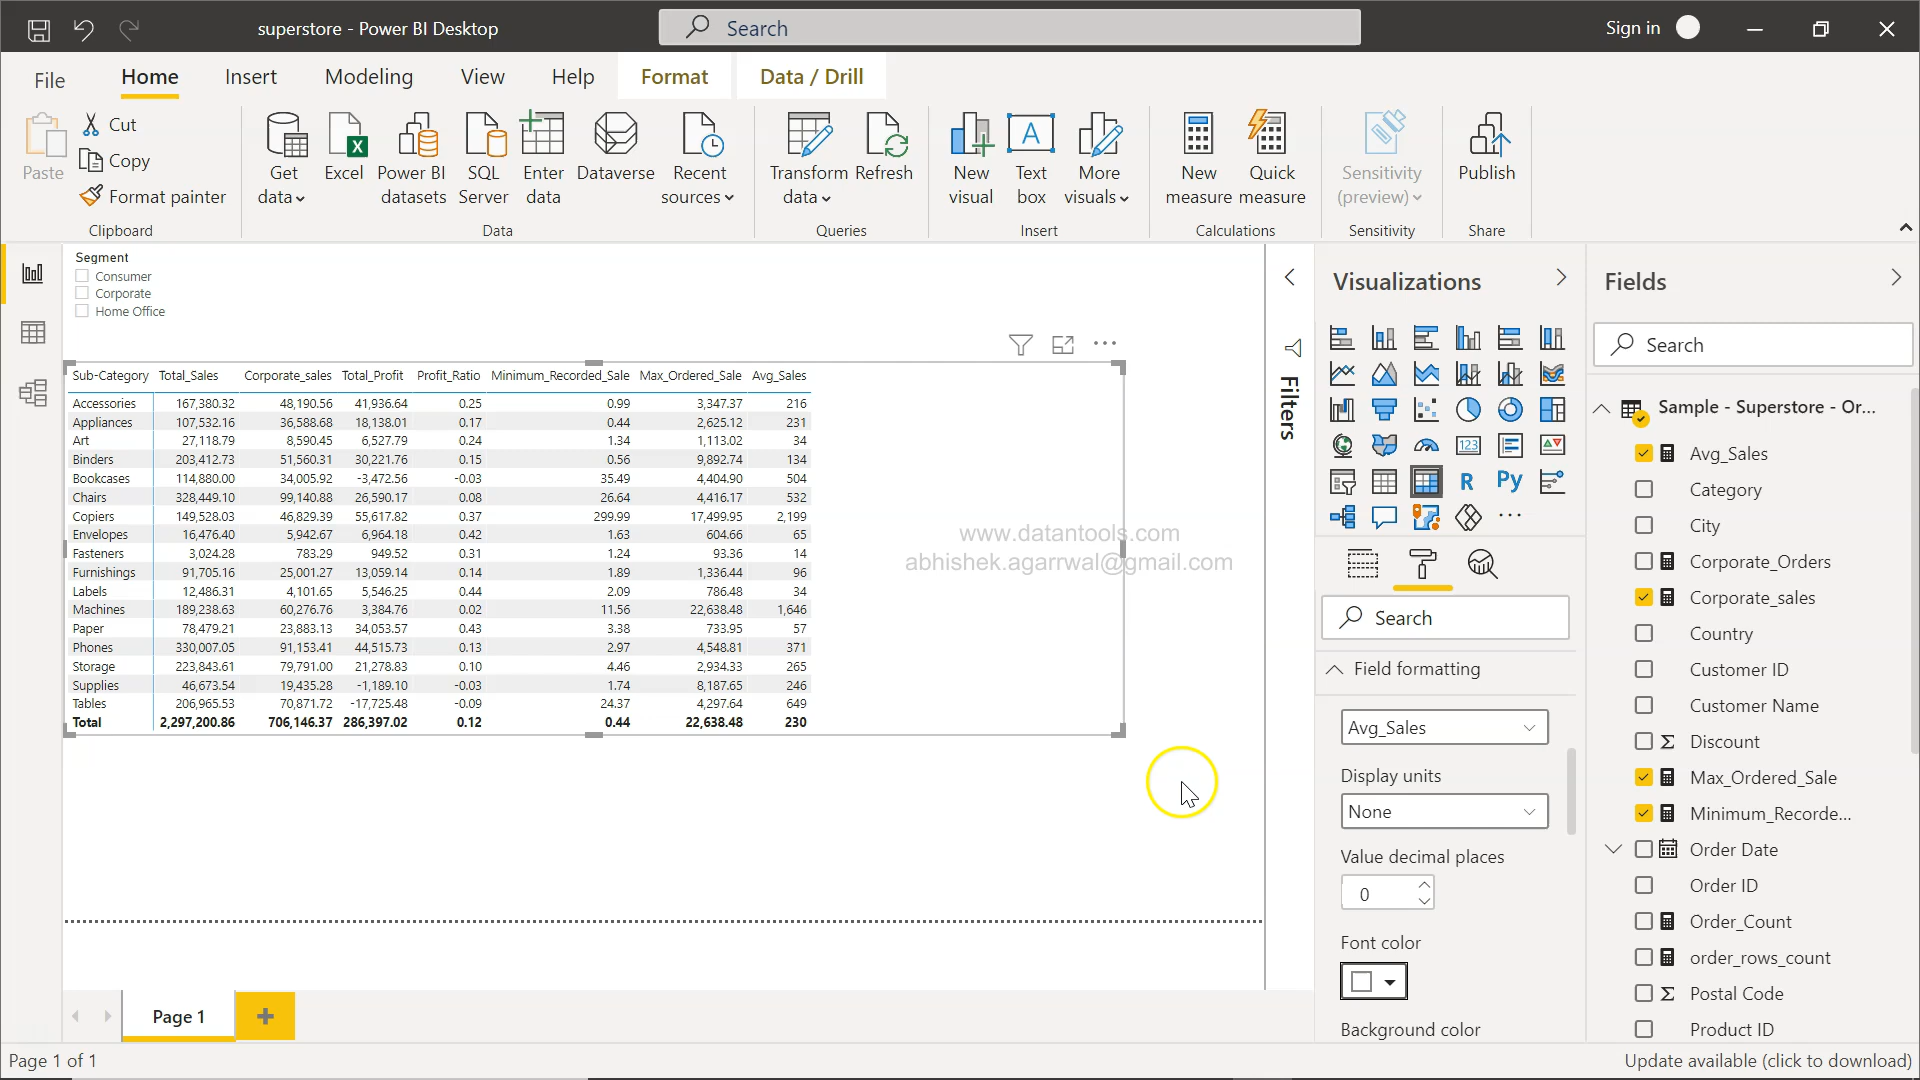 superstore - Power BI Desktop
Search
Sign in
File
Home
Insert
Modeling
View
Help
Format
Data / Drill
Paste
Cut
Copy
Format painter
Clipboard
Get data
Excel
Power BI datasets
SQL Server
Enter data
Dataverse
Recent sources
Data
Transform data
Refresh
Queries
New visual
Text box
More visuals
Insert
New measure
Quick measure
Calculations
Sensitivity (preview)
Sensitivity
Publish
Share
Segment
Consumer
Corporate
Home Office
Sub-Category Total_Sales Corporate_sales Total_Profit Profit_Ratio Minimum_Recorded_Sale Max_Ordered_Sale Avg_Sales
Accessories 167,380.32 48,190.56 41,936.64 0.25 0.99 3,347.37 216
Appliances 107,532.16 36,588.68 18,138.01 0.17 0.44 2,625.12 231
Art 27,118.79 8,590.45 6,527.79 0.24 1.34 1,113.02 34
Binders 203,412.73 51,560.31 30,221.76 0.15 0.56 9,892.74 134
Bookcases 114,880.00 34,005.92 -3,472.56 -0.03 35.49 4,404.90 504
Chairs 328,449.10 99,140.88 26,590.17 0.08 26.64 4,416.17 532
Copiers 149,528.03 46,829.39 55,617.82 0.37 299.99 17,499.95 2,199
Envelopes 16,476.40 5,942.67 6,964.18 0.42 1.63 604.66 65
Fasteners 3,024.28 783.29 949.52 0.31 1.24 93.36 14
Furnishings 91,705.16 25,001.27 13,059.14 0.14 1.89 1,336.44 96
Labels 12,486.31 4,101.65 5,546.25 0.44 2.09 786.48 34
Machines 189,238.63 60,276.76 3,384.76 0.02 11.56 22,638.48 1,646
Paper 78,479.21 23,883.13 34,053.57 0.43 3.38 733.95 57
Phones 330,007.05 91,153.41 44,515.73 0.13 2.97 4,548.81 371
Storage 223,843.61 79,791.00 21,278.83 0.10 4.46 2,934.33 265
Supplies 46,673.54 19,435.28 -1,189.10 -0.03 1.74 8,187.65 246
Tables 206,965.53 70,871.72 -17,725.48 -0.09 24.37 4,297.64 649
Total 2,297,200.86 706,146.37 286,397.02 0.12 0.44 22,638.48 230
www.datantools.com
abhishek.agarrwal@gmail.com
Filters
Visualizations
123
R
Py
Search
Field formatting
Avg_Sales
Display units
None
Value decimal places
0
Font color
Background color
Fields
Search
Sample - Superstore - Or...
Avg_Sales
Category
City
Corporate_Orders
Corporate_sales
Country
Customer ID
Customer Name
Discount
Max_Ordered_Sale
Minimum_Recorde...
Order Date
Order ID
Order_Count
order_rows_count
Postal Code
Product ID
Page 1
Page 1 of 1
Update available (click to download)